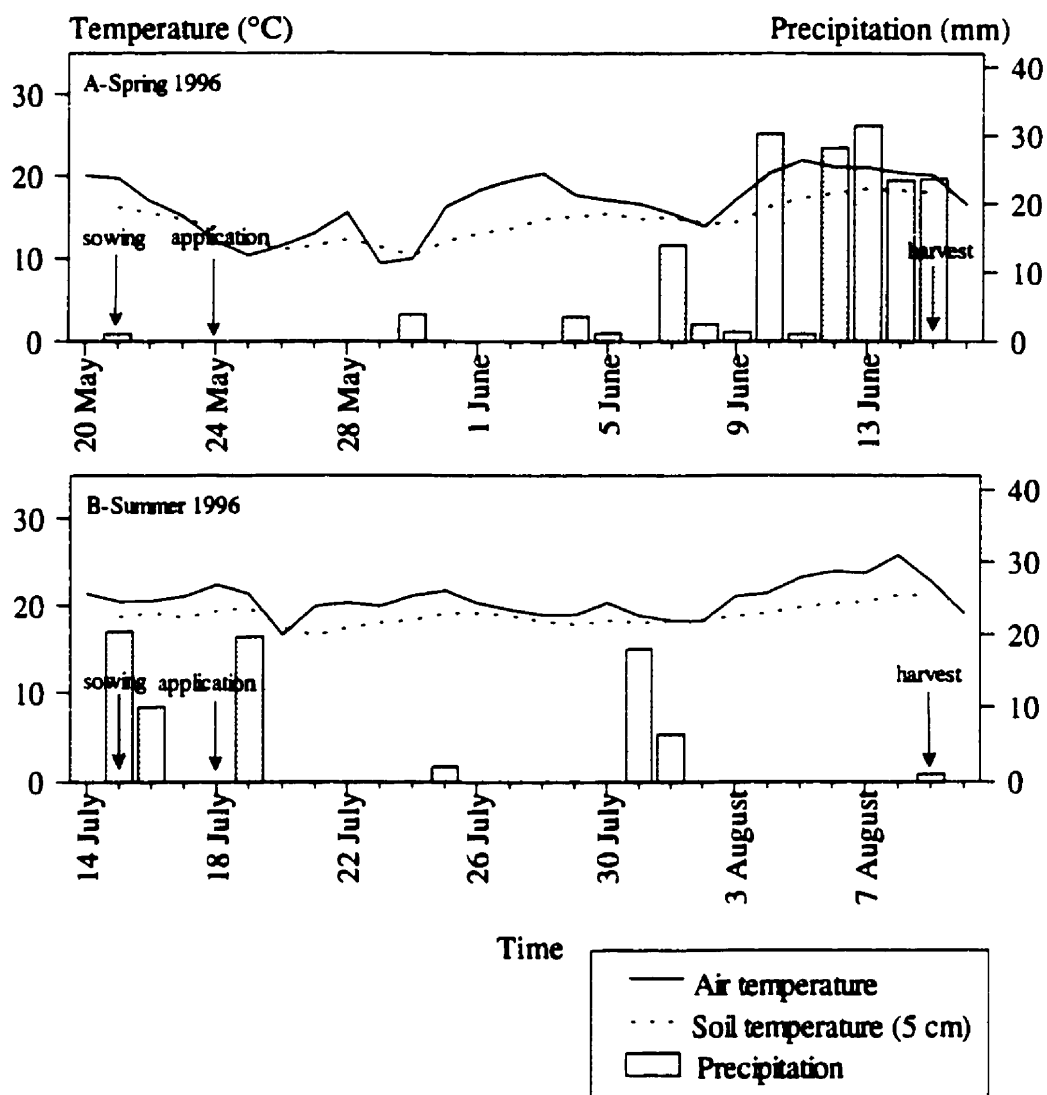 Temperature (°C) Precipitation (mm)
A-Spring 1996
30 40
20 30
10 20
0 10
0
sowing application harvest
20 May 24 May 28 May 1 June 5 June 9 June 13 June
B-Summer 1996
30 40
20 30
10 20
0 10
0
sowing application harvest
14 July 18 July 22 July 26 July 30 July 3 August 7 August
Time
Air temperature
Soil temperature (5 cm)
Precipitation